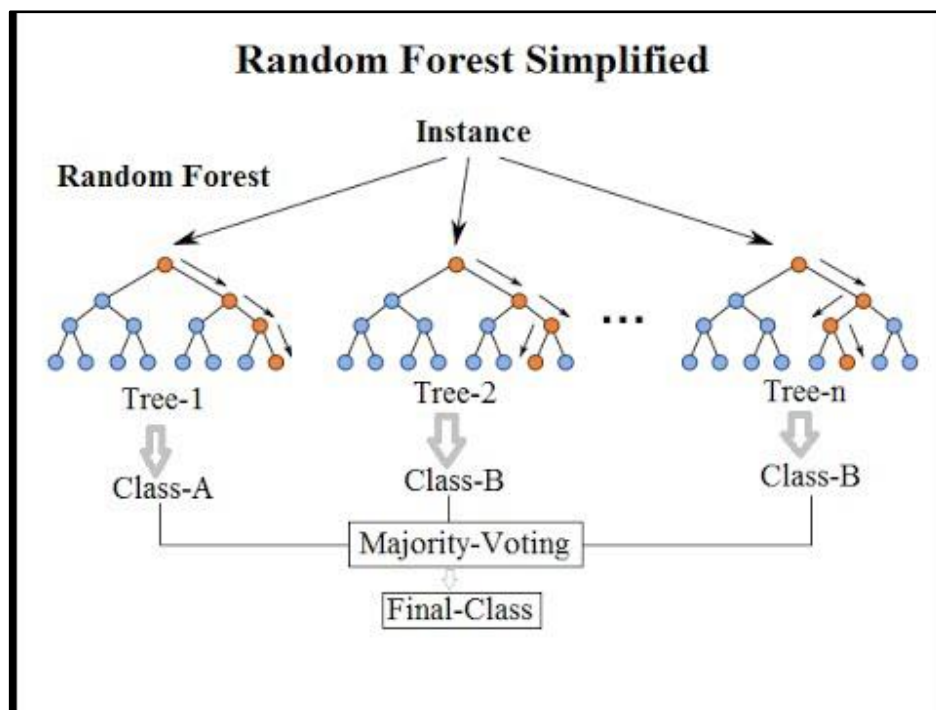 Random Forest Simplified
Instance
Random Forest
...
Tree-1
Tree-2
Tree-n
Class-A
Class-B
Class-B
Majority-Voting
Final-Class